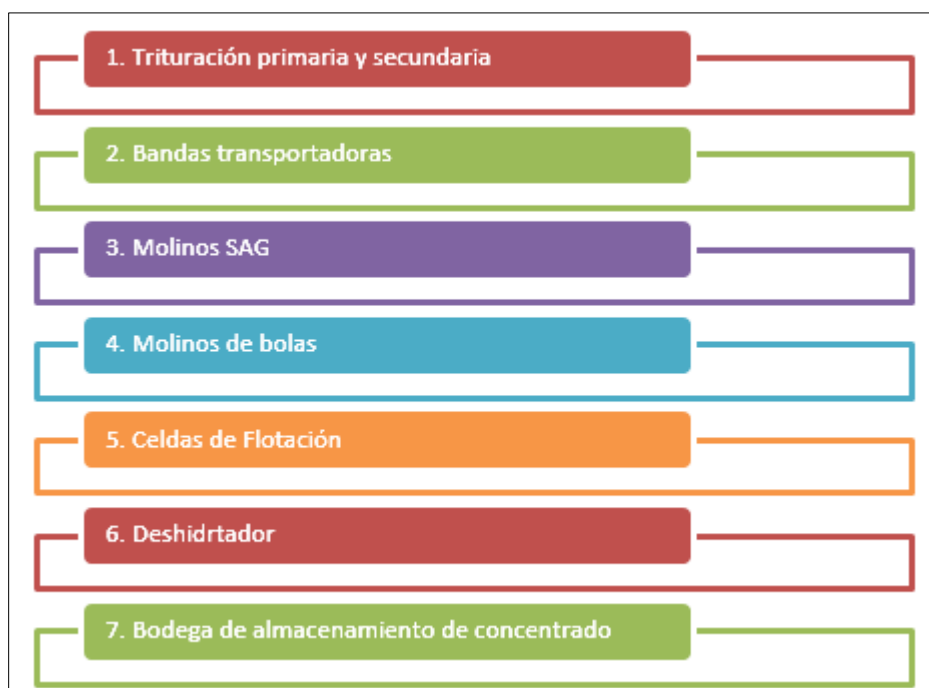 1. Trituración primaria y secundaria
2. Bandas transportadoras
3. Molinos SAG
4. Molinos de bolas
5. Celdas de Flotación
6. Deshidrtador
7. Bodega de almacenamiento de concentrado